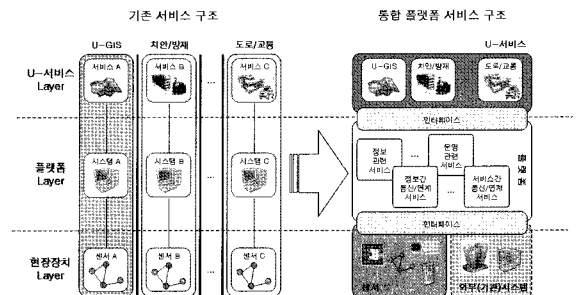 기존 서비스 구조
통합 플랫폼 서비스 구조
U-GIS
치안/방재
도로/교통
U-서비스
U-서비스
Layer
서비스 A
서비스 B
...
서비스 C
U-GIS
치안/방재
도로/교통
인터페이스
플랫폼
Layer
시스템 A
시스템 B
...
시스템 C
정보
관련
서비스
...
운영
관련
서비스
정보간
통신/연계
서비스
...
서비스간
통신/연계
서비스
플랫폼
인터페이스
현장장치
Layer
센서 A
센서 B
...
센서 C
센서
외부(기관)시스템